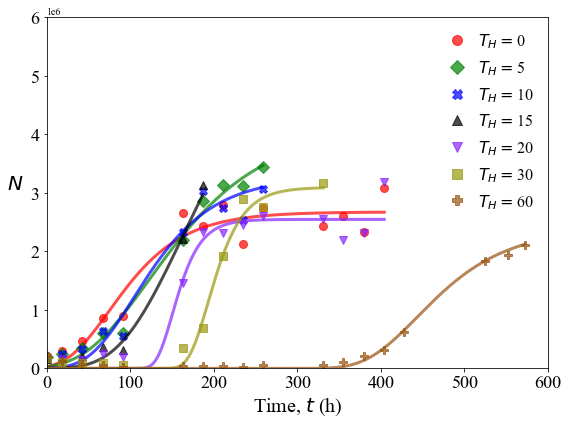 1e6
6
5
4
3
2
1
0
N
0 100 200 300 400 500 600
Time, t (h)
T_H = 0
T_H = 5
T_H = 10
T_H = 15
T_H = 20
T_H = 30
T_H = 60